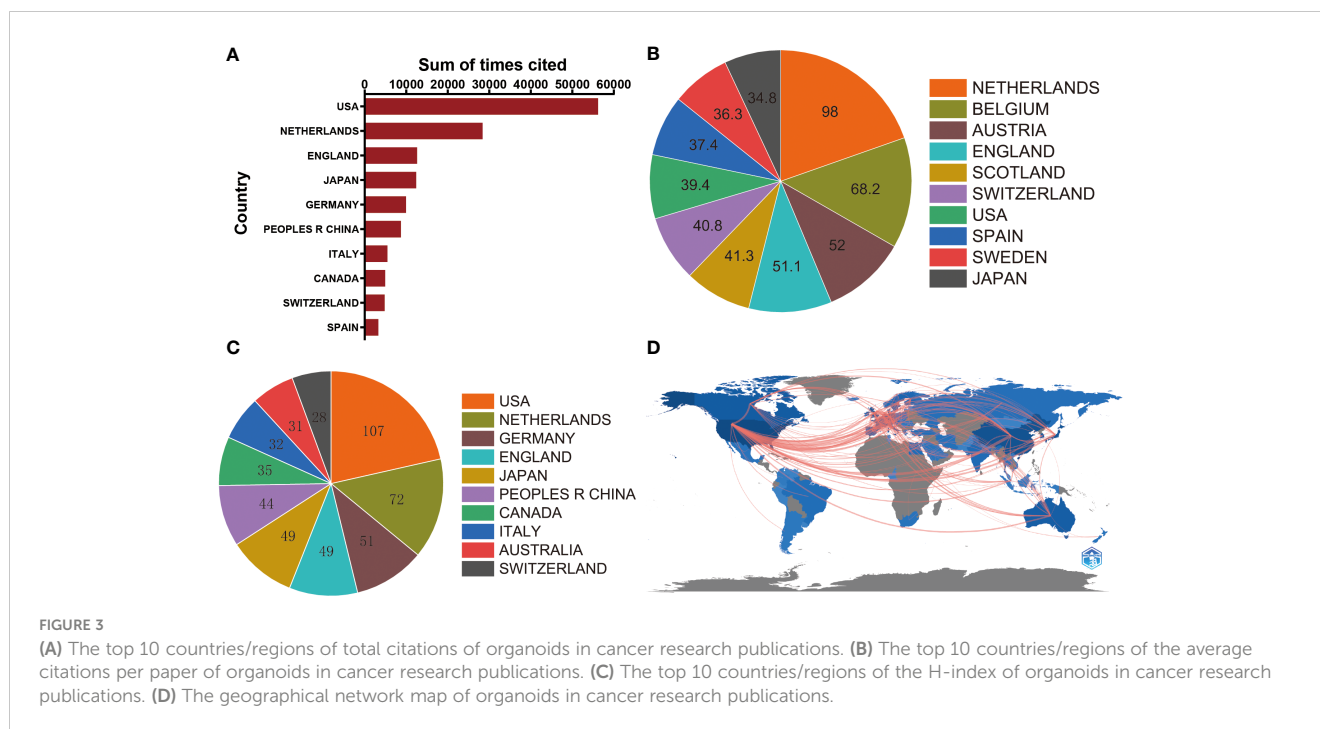 A
Sum of times cited
0 10000 20000 30000 40000 50000 60000
Country
USA
NETHERLANDS
ENGLAND
JAPAN
GERMANY
PEOPLES R CHINA
ITALY
CANADA
SWITZERLAND
SPAIN
B
98
68.2
52
51.1
41.3
40.8
39.4
37.4
36.3
34.8
NETHERLANDS
BELGIUM
AUSTRIA
ENGLAND
SCOTLAND
SWITZERLAND
USA
SPAIN
SWEDEN
JAPAN
C
107
72
51
49
49
44
35
32
31
28
USA
NETHERLANDS
GERMANY
ENGLAND
JAPAN
PEOPLES R CHINA
CANADA
ITALY
AUSTRALIA
SWITZERLAND
D
FIGURE 3
(A) The top 10 countries/regions of total citations of organoids in cancer research publications. (B) The top 10 countries/regions of the average
citations per paper of organoids in cancer research publications. (C) The top 10 countries/regions of the H-index of organoids in cancer research
publications. (D) The geographical network map of organoids in cancer research publications.